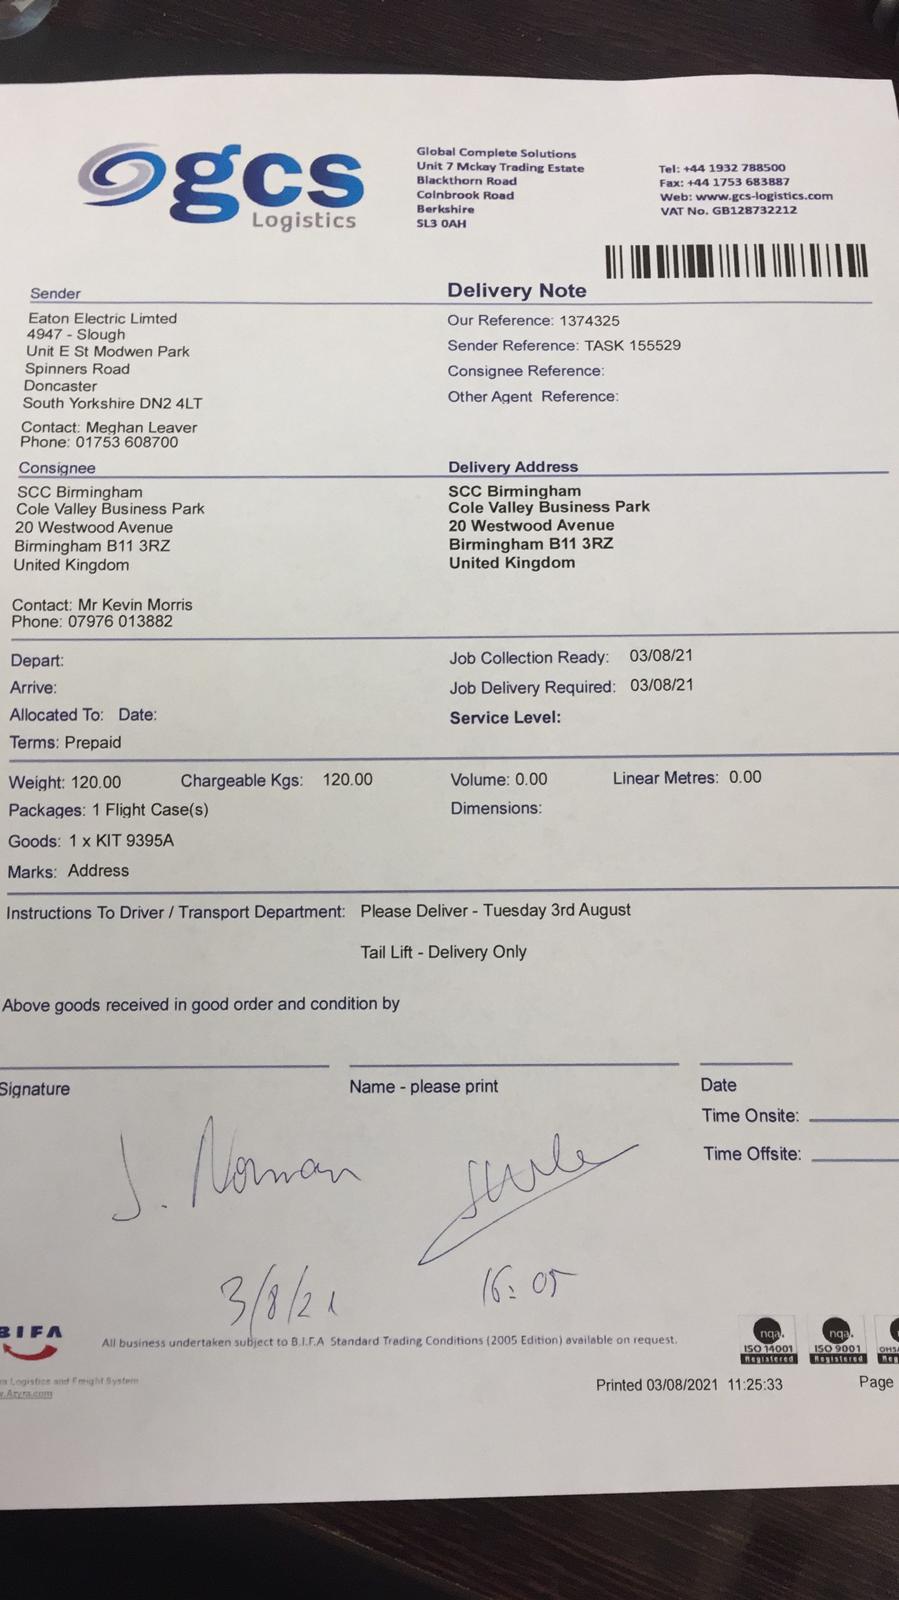 gcs
Logistics
Global Complete Solutions
Unit 7 Mckay Trading Estate
Blackthorn Road
Colnbrook Road
Berkshire
SL3 0AH
Tel: +44 1932 788500
Fax: +44 1753 683887
Web: www.gcs-logistics.com
VAT No. GB128732212
Sender
Eaton Electric Limted
4947 - Slough
Unit E St Modwen Park
Spinners Road
Doncaster
South Yorkshire DN2 4LT
Contact: Meghan Leaver
Phone: 01753 608700
Delivery Note
Our Reference: 1374325
Sender Reference: TASK 155529
Consignee Reference:
Other Agent Reference:
Consignee
SCC Birmingham
Cole Valley Business Park
20 Westwood Avenue
Birmingham B11 3RZ
United Kingdom
Contact: Mr Kevin Morris
Phone: 07976 013882
Delivery Address
SCC Birmingham
Cole Valley Business Park
20 Westwood Avenue
Birmingham B11 3RZ
United Kingdom
Depart:
Arrive:
Allocated To: Date:
Terms: Prepaid
Job Collection Ready: 03/08/21
Job Delivery Required: 03/08/21
Service Level:
Weight: 120.00 Chargeable Kgs: 120.00 Volume: 0.00 Linear Metres: 0.00
Packages: 1 Flight Case(s) Dimensions:
Goods: 1 x KIT 9395A
Marks: Address
Instructions To Driver / Transport Department: Please Deliver - Tuesday 3rd August
Tail Lift - Delivery Only
Above goods received in good order and condition by
Signature Name - please print Date
Time Onsite:
Time Offsite:
J. Norman
3/8/21 16:05
BIFA
All business undertaken subject to B.I.F.A Standard Trading Conditions (2005 Edition) available on request.
nqa. ISO 14001 Registered
nqa. ISO 9001 Registered
Logistics and Freight System
.Azyra.com
Printed 03/08/2021 11:25:33 Page